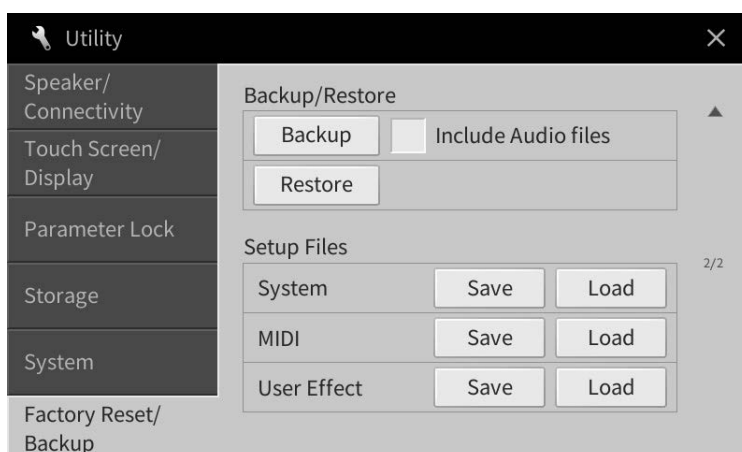 Utility
Speaker/
Connectivity
Touch Screen/
Display
Parameter Lock
Storage
System
Factory Reset/
Backup
Backup/Restore
Backup Include Audio files
Restore
Setup Files
System Save Load
MIDI Save Load
User Effect Save Load
2/2